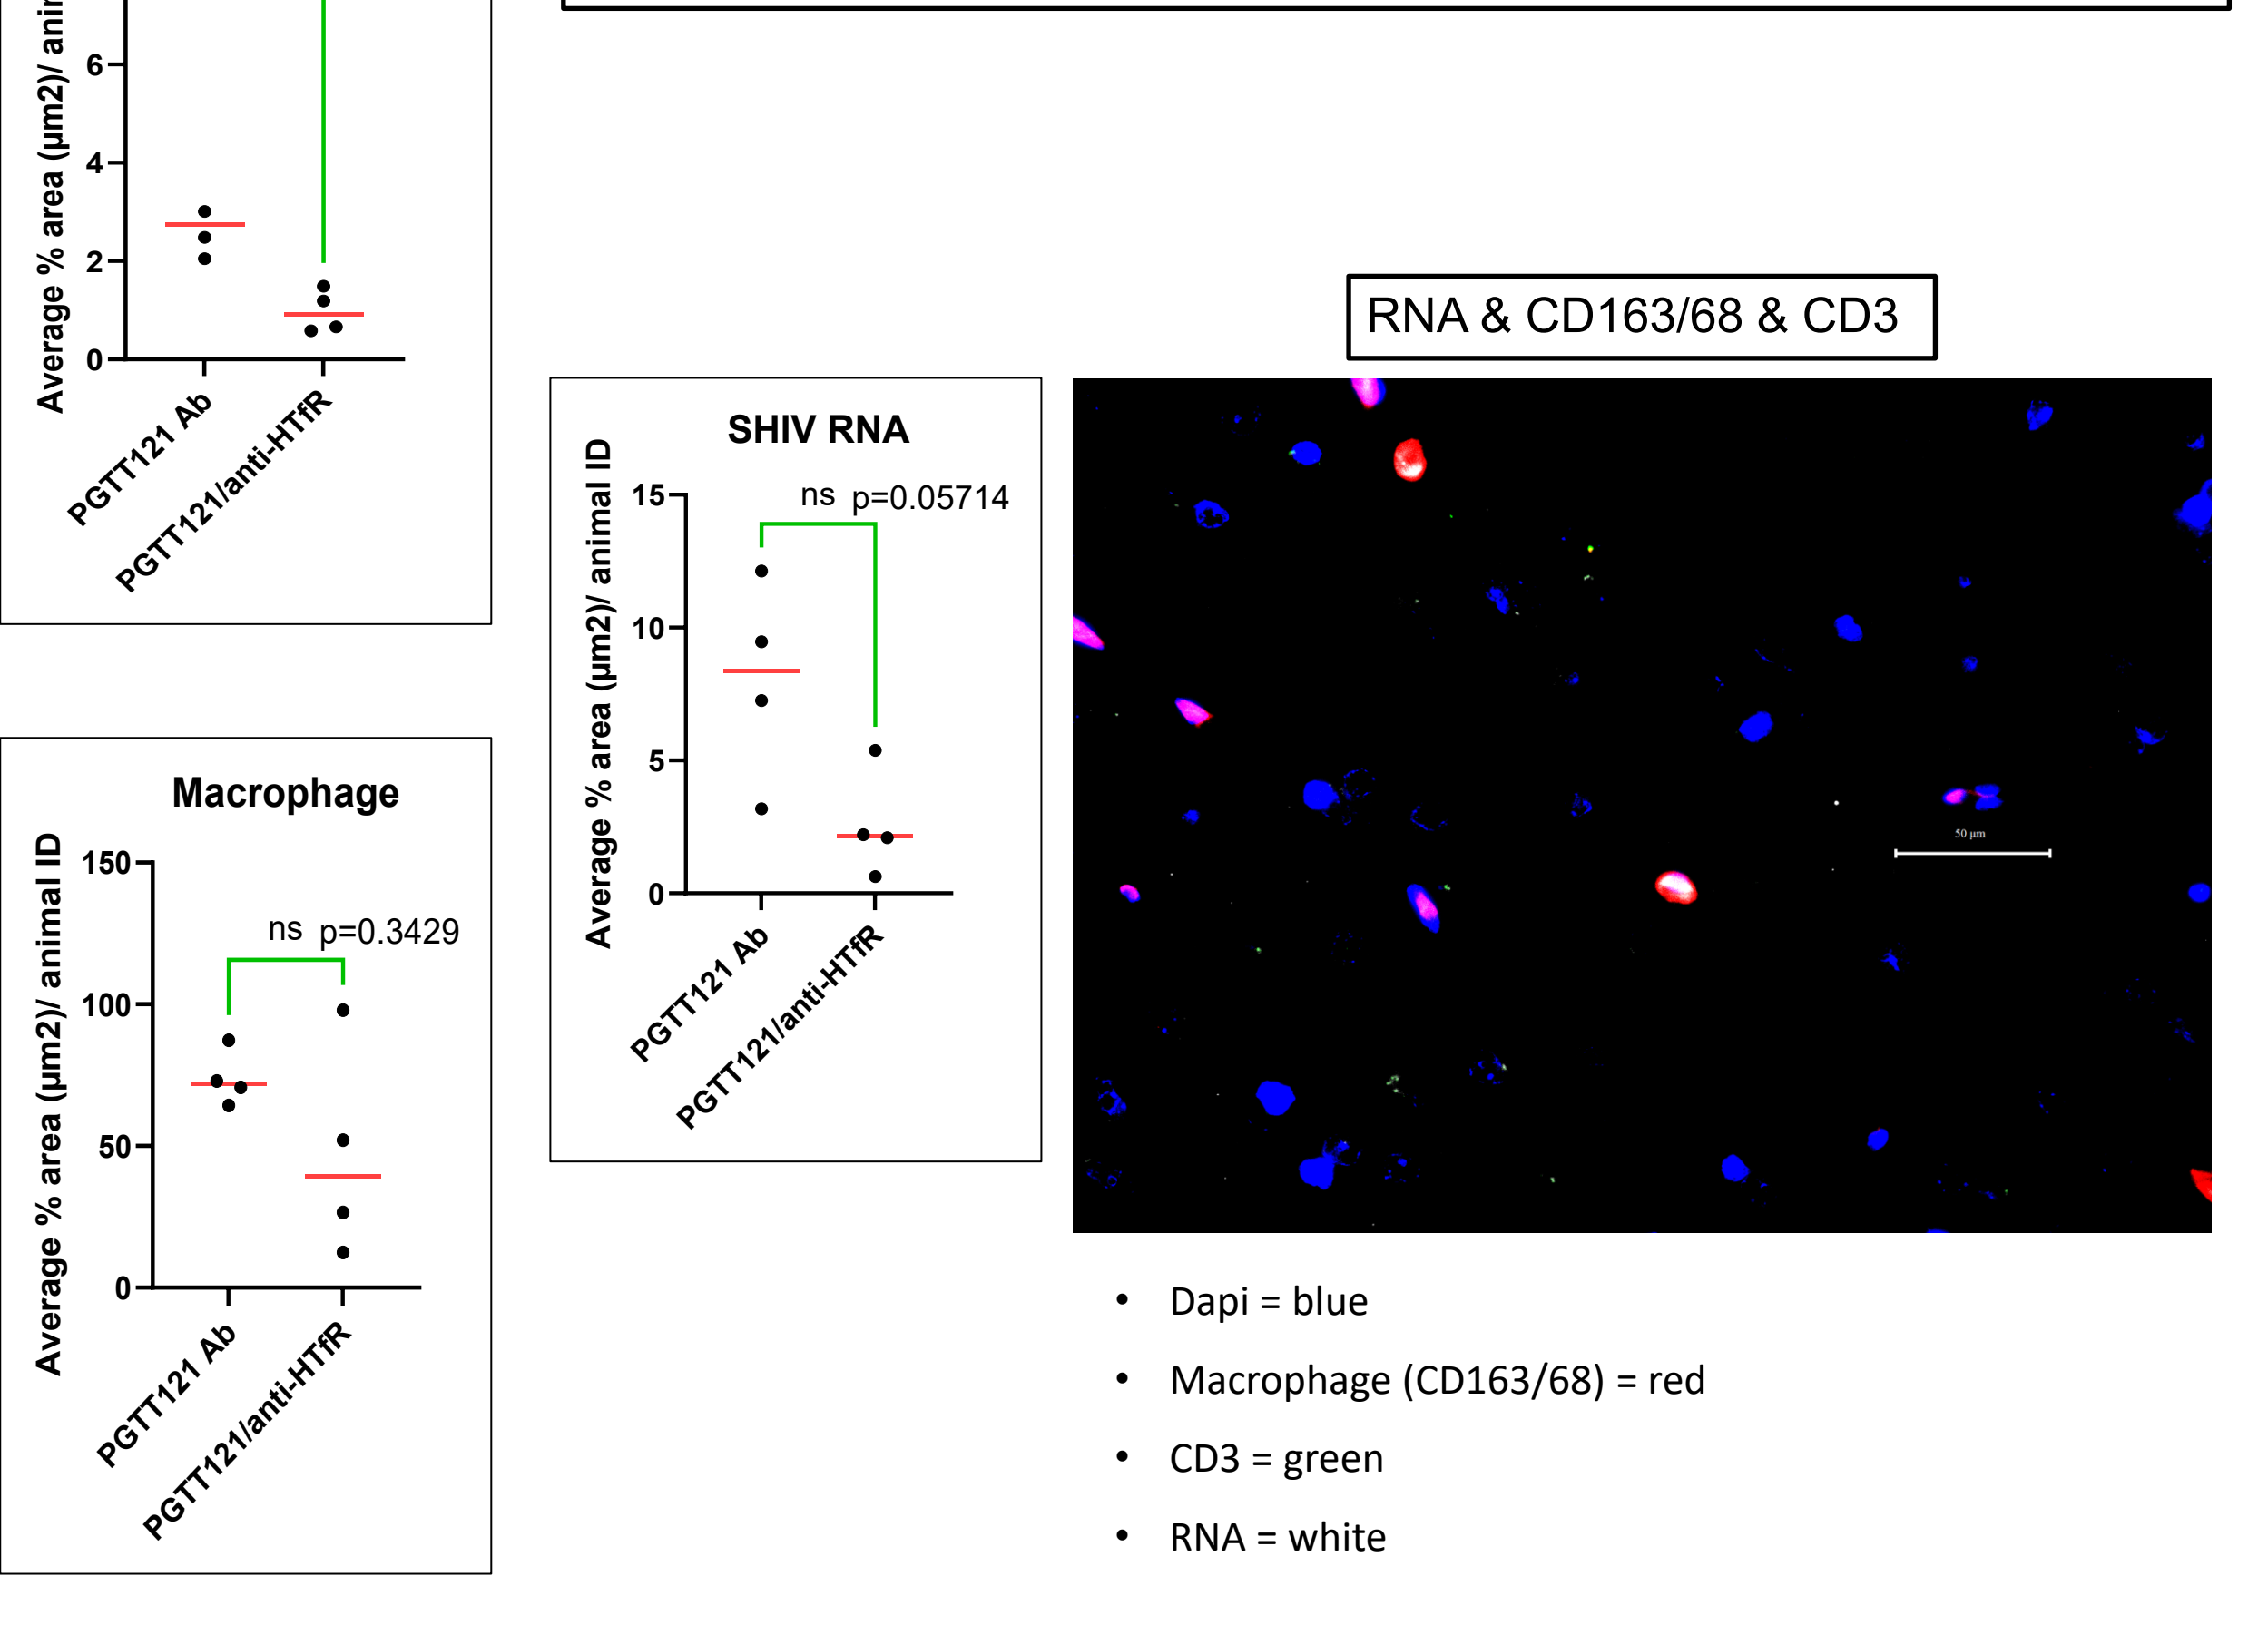 Average % area (µm2)/ ani
6
4
2
0
PGTT121 Ab
PGTT121/anti-HTfR
RNA & CD163/68 & CD3
SHIV RNA
Average % area (µm2)/ animal ID
15
10
5
0
ns p=0.05714
PGTT121 Ab
PGTT121/anti-HTfR
50 µm
Macrophage
Average % area (µm2)/ animal ID
150
100
50
0
ns p=0.3429
PGTT121 Ab
PGTT121/anti-HTfR
• Dapi = blue
• Macrophage (CD163/68) = red
• CD3 = green
• RNA = white